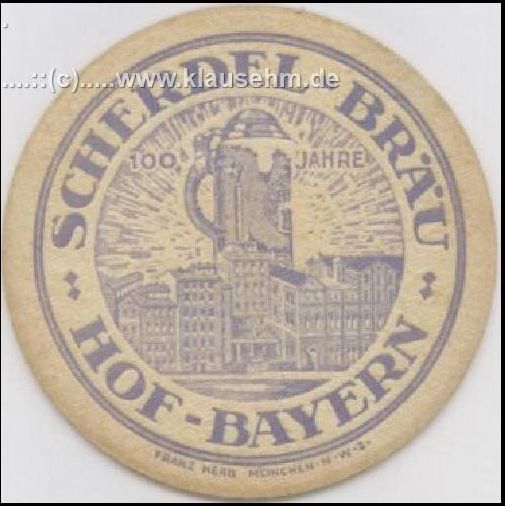 ....::(c).....www.klausehm.de
SCHERDEL-BRÄU
100 JAHRE
HOF-BAYERN
FRANZ HERB MÜNCHEN-N-W-2-